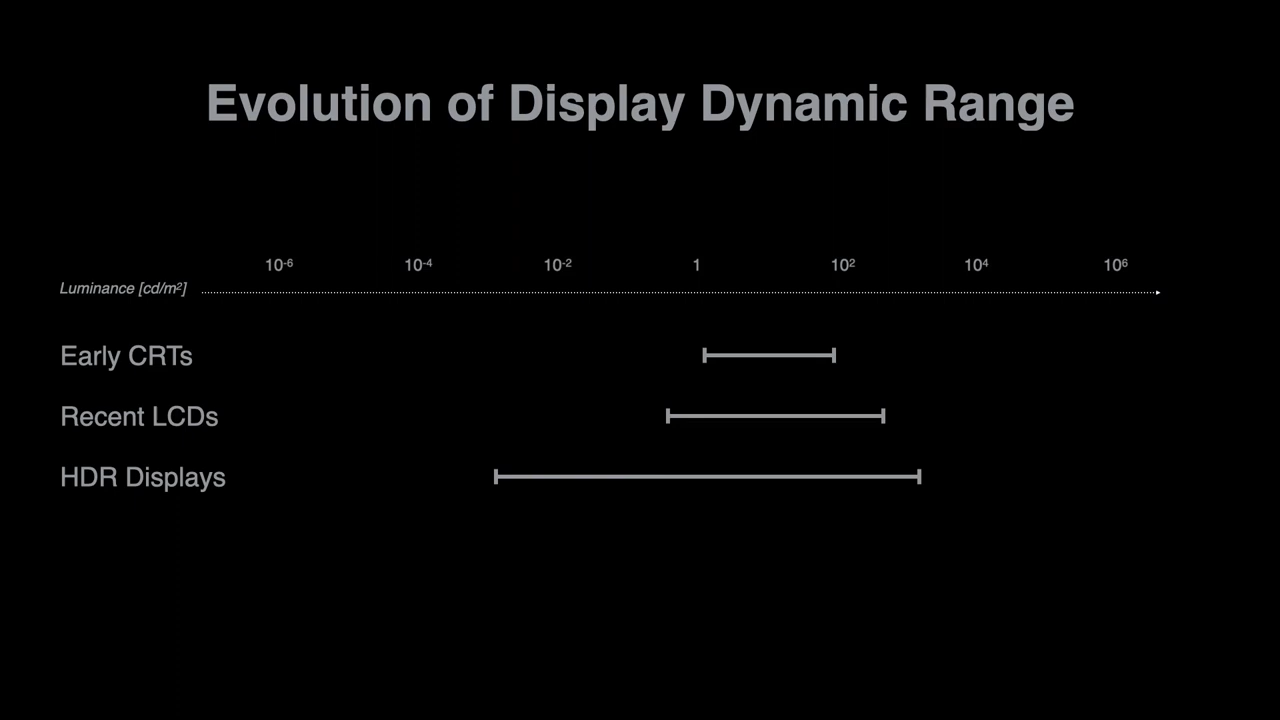 Evolution of Display Dynamic Range
10⁻⁶ 10⁻⁴ 10⁻² 1 10² 10⁴ 10⁶
Luminance [cd/m²]
Early CRTs
Recent LCDs
HDR Displays